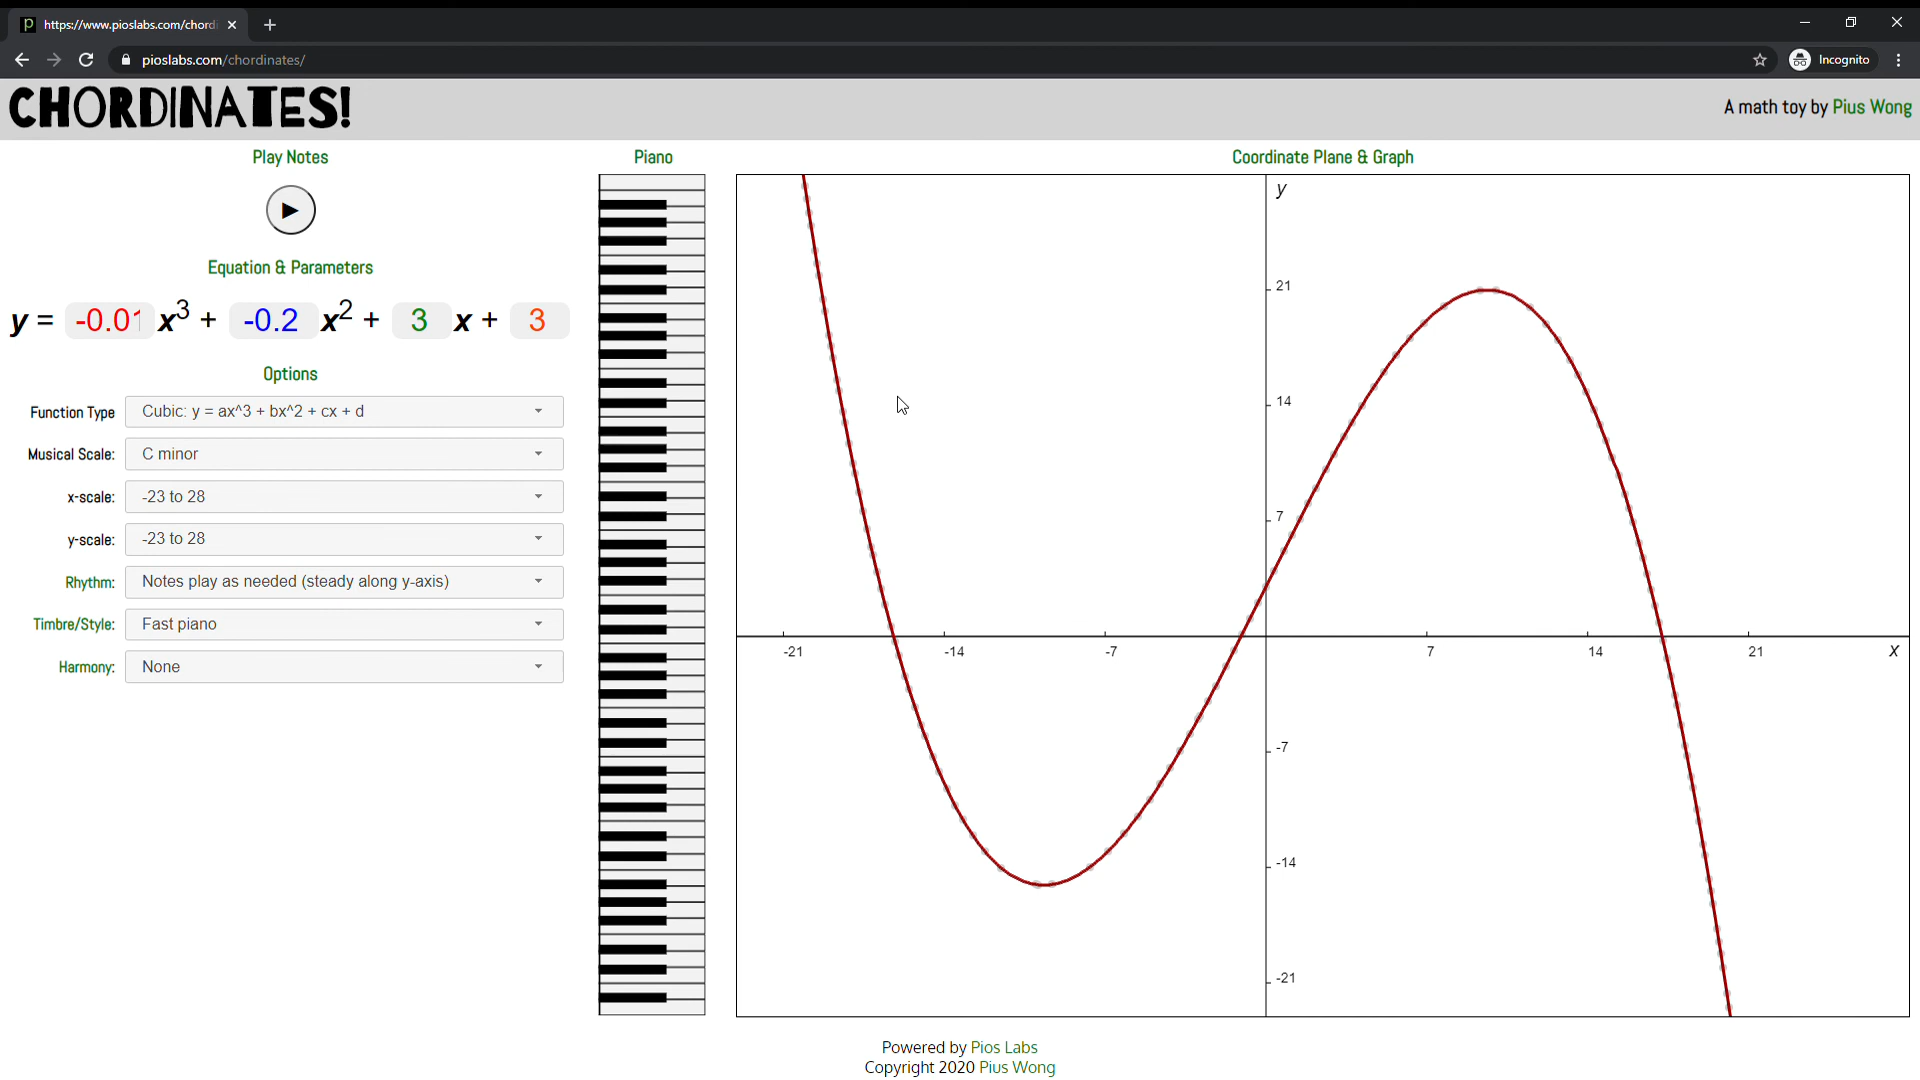 https://www.pioslabs.com/chord
pioslabs.com/chordinates/
Incognito
CHORDINATES!
A math toy by Pius Wong
Play Notes
Equation & Parameters
y = -0.01 x3 + -0.2 x2 + 3 x + 3
Options
Function Type Cubic: y = ax^3 + bx^2 + cx + d
Musical Scale: C minor
x-scale: -23 to 28
y-scale: -23 to 28
Rhythm: Notes play as needed (steady along y-axis)
Timbre/Style: Fast piano
Harmony: None
Piano
Coordinate Plane & Graph
y
21
14
7
-21 -14 -7 7 14 21 x
-7
-14
-21
Powered by Pios Labs
Copyright 2020 Pius Wong